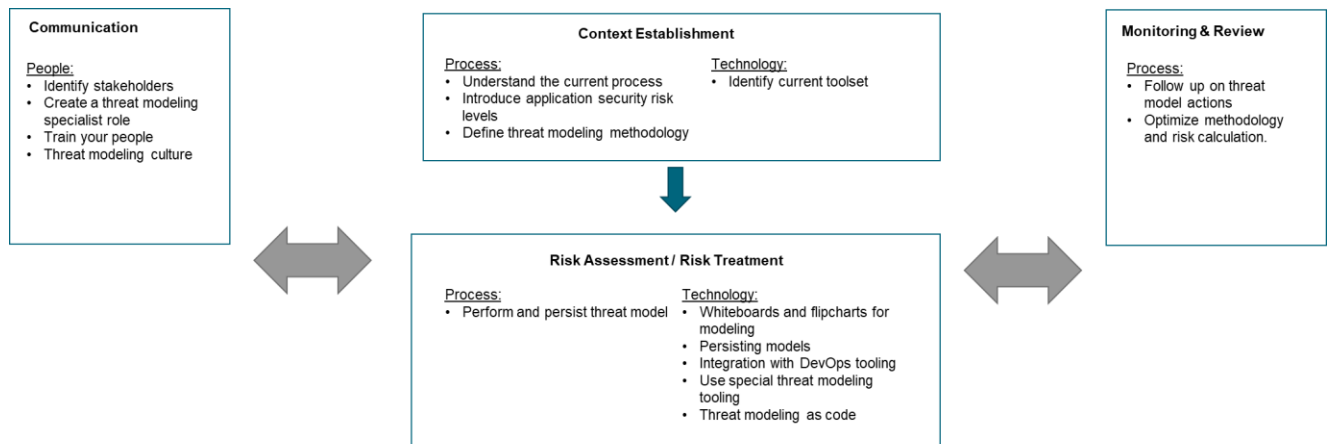 Communication
People:
• Identify stakeholders
• Create a threat modeling
specialist role
• Train your people
• Threat modeling culture
Context Establishment
Process:
• Understand the current process
• Introduce application security risk
levels
• Define threat modeling methodology
Technology:
• Identify current toolset
Monitoring & Review
Process:
• Follow up on threat
model actions
• Optimize methodology
and risk calculation.
Risk Assessment / Risk Treatment
Process:
• Perform and persist threat model
Technology:
• Whiteboards and flipcharts for
modeling
• Persisting models
• Integration with DevOps tooling
• Use special threat modeling
tooling
• Threat modeling as code